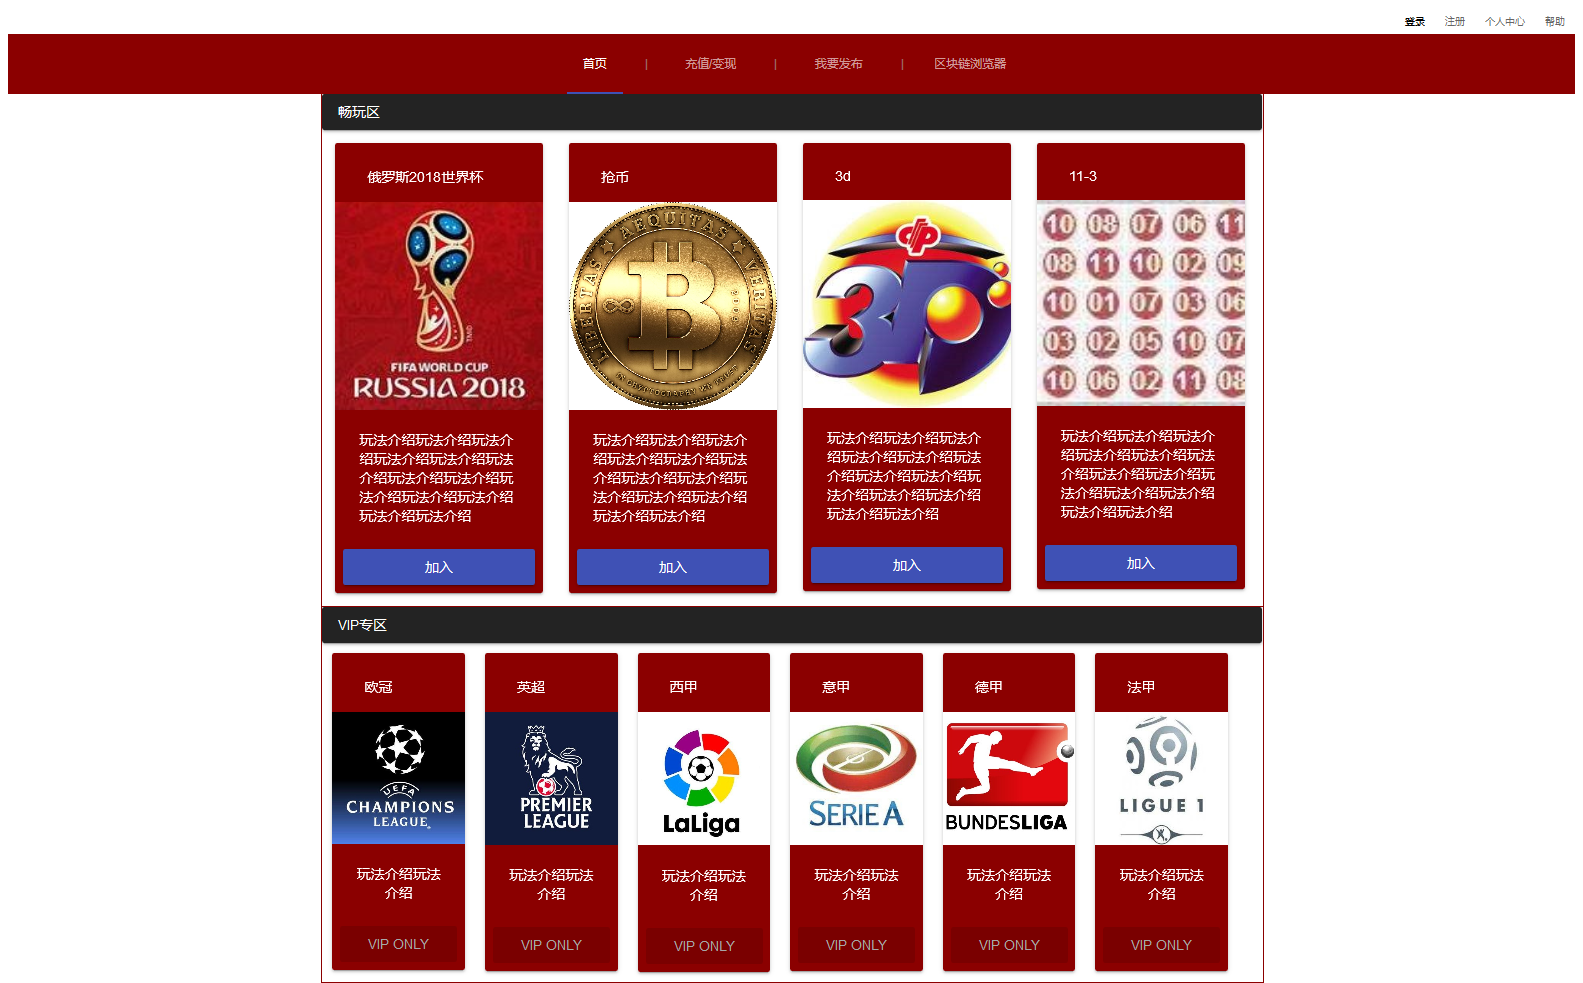 登录 注册 个人中心 帮助
首页 | 充值/变现 | 我要发布 | 区块链浏览器
畅玩区
俄罗斯2018世界杯
FIFA WORLD CUP
RUSSIA 2018
玩法介绍玩法介绍玩法介
绍玩法介绍玩法介绍玩法
介绍玩法介绍玩法介绍玩
法介绍玩法介绍玩法介绍
玩法介绍玩法介绍
加入
抢币
LIBERTAS AEQUITAS VERITAS
B
2009
IN CRYPTOGRAPHY WE TRUST
玩法介绍玩法介绍玩法介
绍玩法介绍玩法介绍玩法
介绍玩法介绍玩法介绍玩
法介绍玩法介绍玩法介绍
玩法介绍玩法介绍
加入
3d
3D
玩法介绍玩法介绍玩法介
绍玩法介绍玩法介绍玩法
介绍玩法介绍玩法介绍玩
法介绍玩法介绍玩法介绍
玩法介绍玩法介绍
加入
11-3
10 08 07 06 11
08 11 10 02 09
10 01 07 03 06
03 02 05 10 07
10 06 02 11 08
玩法介绍玩法介绍玩法介
绍玩法介绍玩法介绍玩法
介绍玩法介绍玩法介绍玩
法介绍玩法介绍玩法介绍
玩法介绍玩法介绍
加入
VIP专区
欧冠
UEFA
CHAMPIONS
LEAGUE
玩法介绍玩法
介绍
VIP ONLY
英超
PREMIER
LEAGUE
玩法介绍玩法
介绍
VIP ONLY
西甲
LaLiga
玩法介绍玩法
介绍
VIP ONLY
意甲
SERIE A
玩法介绍玩法
介绍
VIP ONLY
德甲
BUNDESLIGA
玩法介绍玩法
介绍
VIP ONLY
法甲
LIGUE 1
玩法介绍玩法
介绍
VIP ONLY